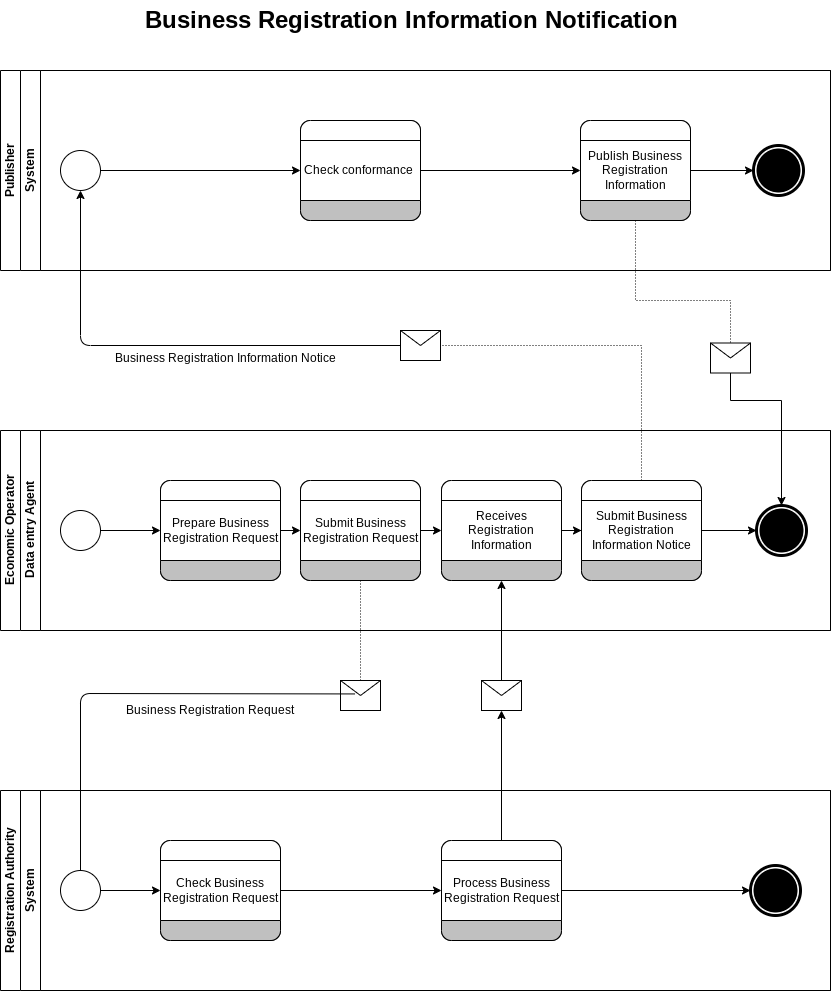 Business Registration Information Notification
Publisher
System
Check conformance
Publish Business
Registration
Information
Business Registration Information Notice
Economic Operator
Data entry Agent
Prepare Business
Registration Request
Submit Business
Registration Request
Receives
Registration
Information
Submit Business
Registration
Information Notice
Business Registration Request
Registration Authority
System
Check Business
Registration Request
Process Business
Registration Request